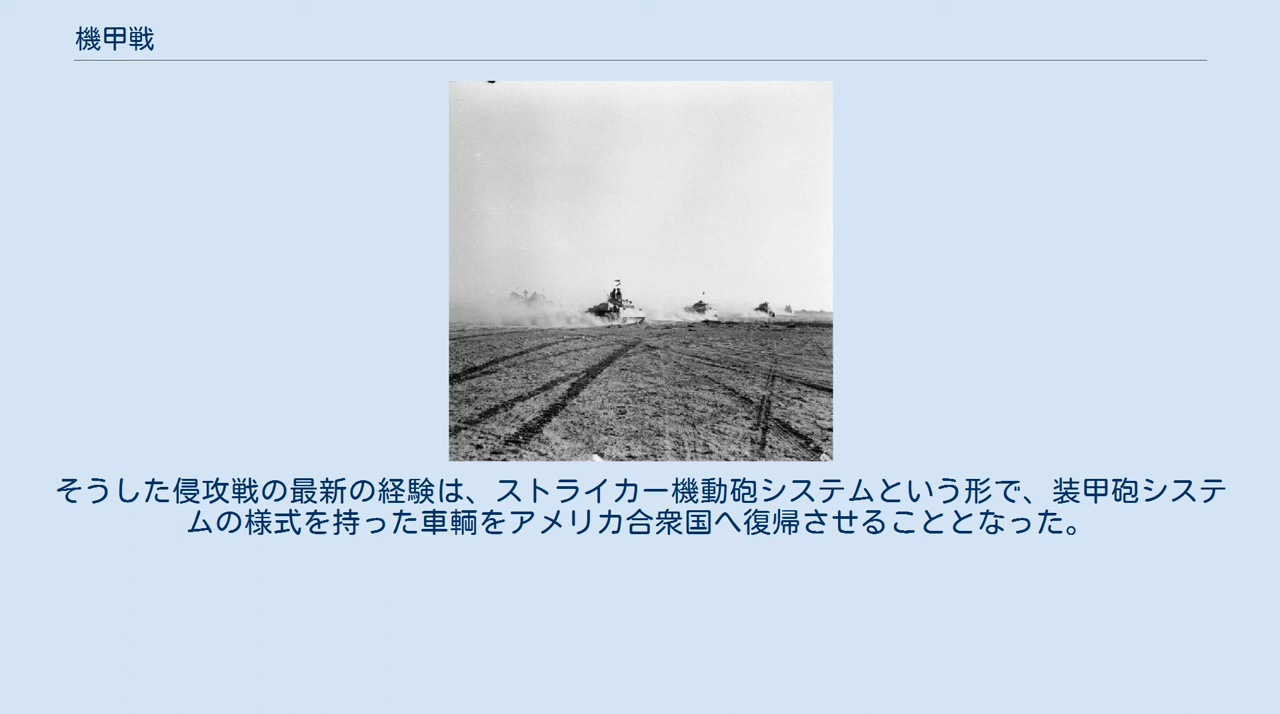 機甲戦
そうした侵攻戦の最新の経験は、ストライカー機動砲システムという形で、装甲砲システ
ムの様式を持った車輌をアメリカ合衆国へ復帰させることとなった。